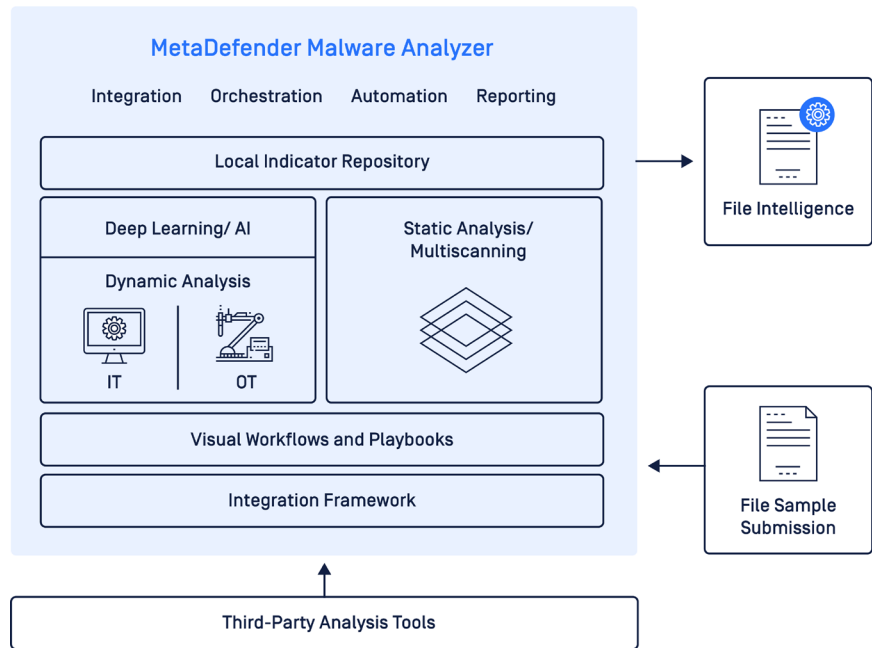 MetaDefender Malware Analyzer
Integration Orchestration Automation Reporting
Local Indicator Repository
File Intelligence
Deep Learning/ AI
Dynamic Analysis
IT
OT
Static Analysis/
Multiscanning
Visual Workflows and Playbooks
Integration Framework
File Sample
Submission
Third-Party Analysis Tools